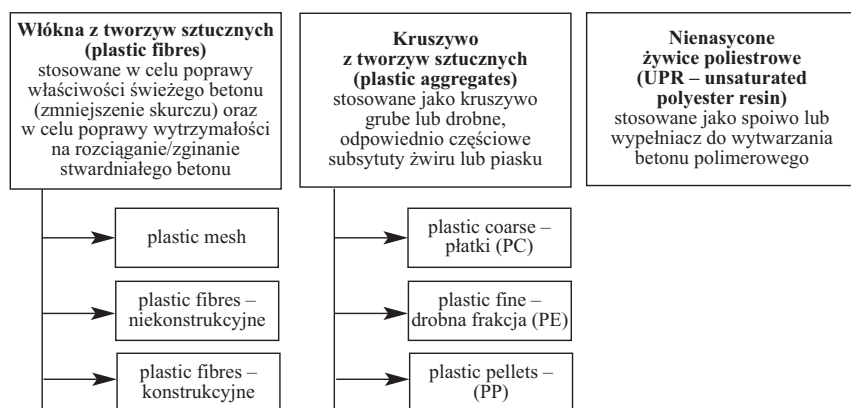 Włókna z tworzyw sztucznych
(plastic fibres)
stosowane w celu poprawy
właściwości świeżego betonu
(zmniejszenie skurczu) oraz
w celu poprawy wytrzymałości
na rozciąganie/zginanie
stwardniałego betonu
plastic mesh
plastic fibres –
niekonstrukcyjne
plastic fibres –
konstrukcyjne
Kruszywo
z tworzyw sztucznych
(plastic aggregates)
stosowane jako kruszywo
grube lub drobne,
odpowiednio częściowe
subsytuty żwiru lub piasku
plastic coarse –
płatki (PC)
plastic fine –
drobna frakcja (PE)
plastic pellets –
(PP)
Nienasycone
żywice poliestrowe
(UPR – unsaturated
polyester resin)
stosowane jako spoiwo lub
wypełniacz do wytwarzania
betonu polimerowego